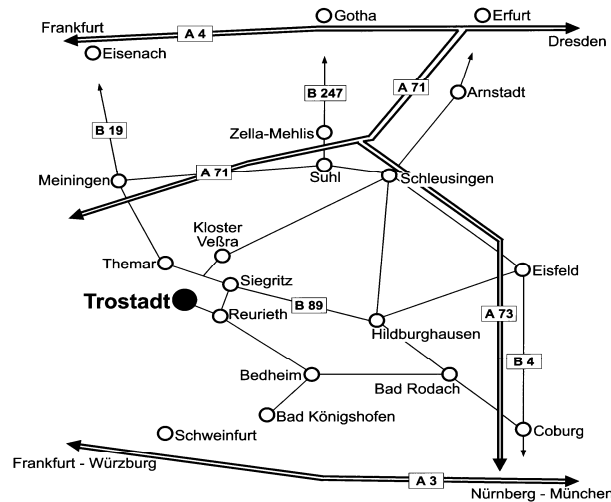 Gotha
Erfurt
Frankfurt
A 4
Dresden
Eisenach
A 71
B 247
Arnstadt
B 19
Zella-Mehlis
A 71
Meiningen
Suhl
Schleusingen
Kloster
Veßra
Themar
Siegritz
Eisfeld
Trostadt
Reurieth
B 89
A 73
Hildburghausen
B 4
Bedheim
Bad Rodach
Bad Königshofen
Schweinfurt
Coburg
Frankfurt - Würzburg
A 3
Nürnberg - München